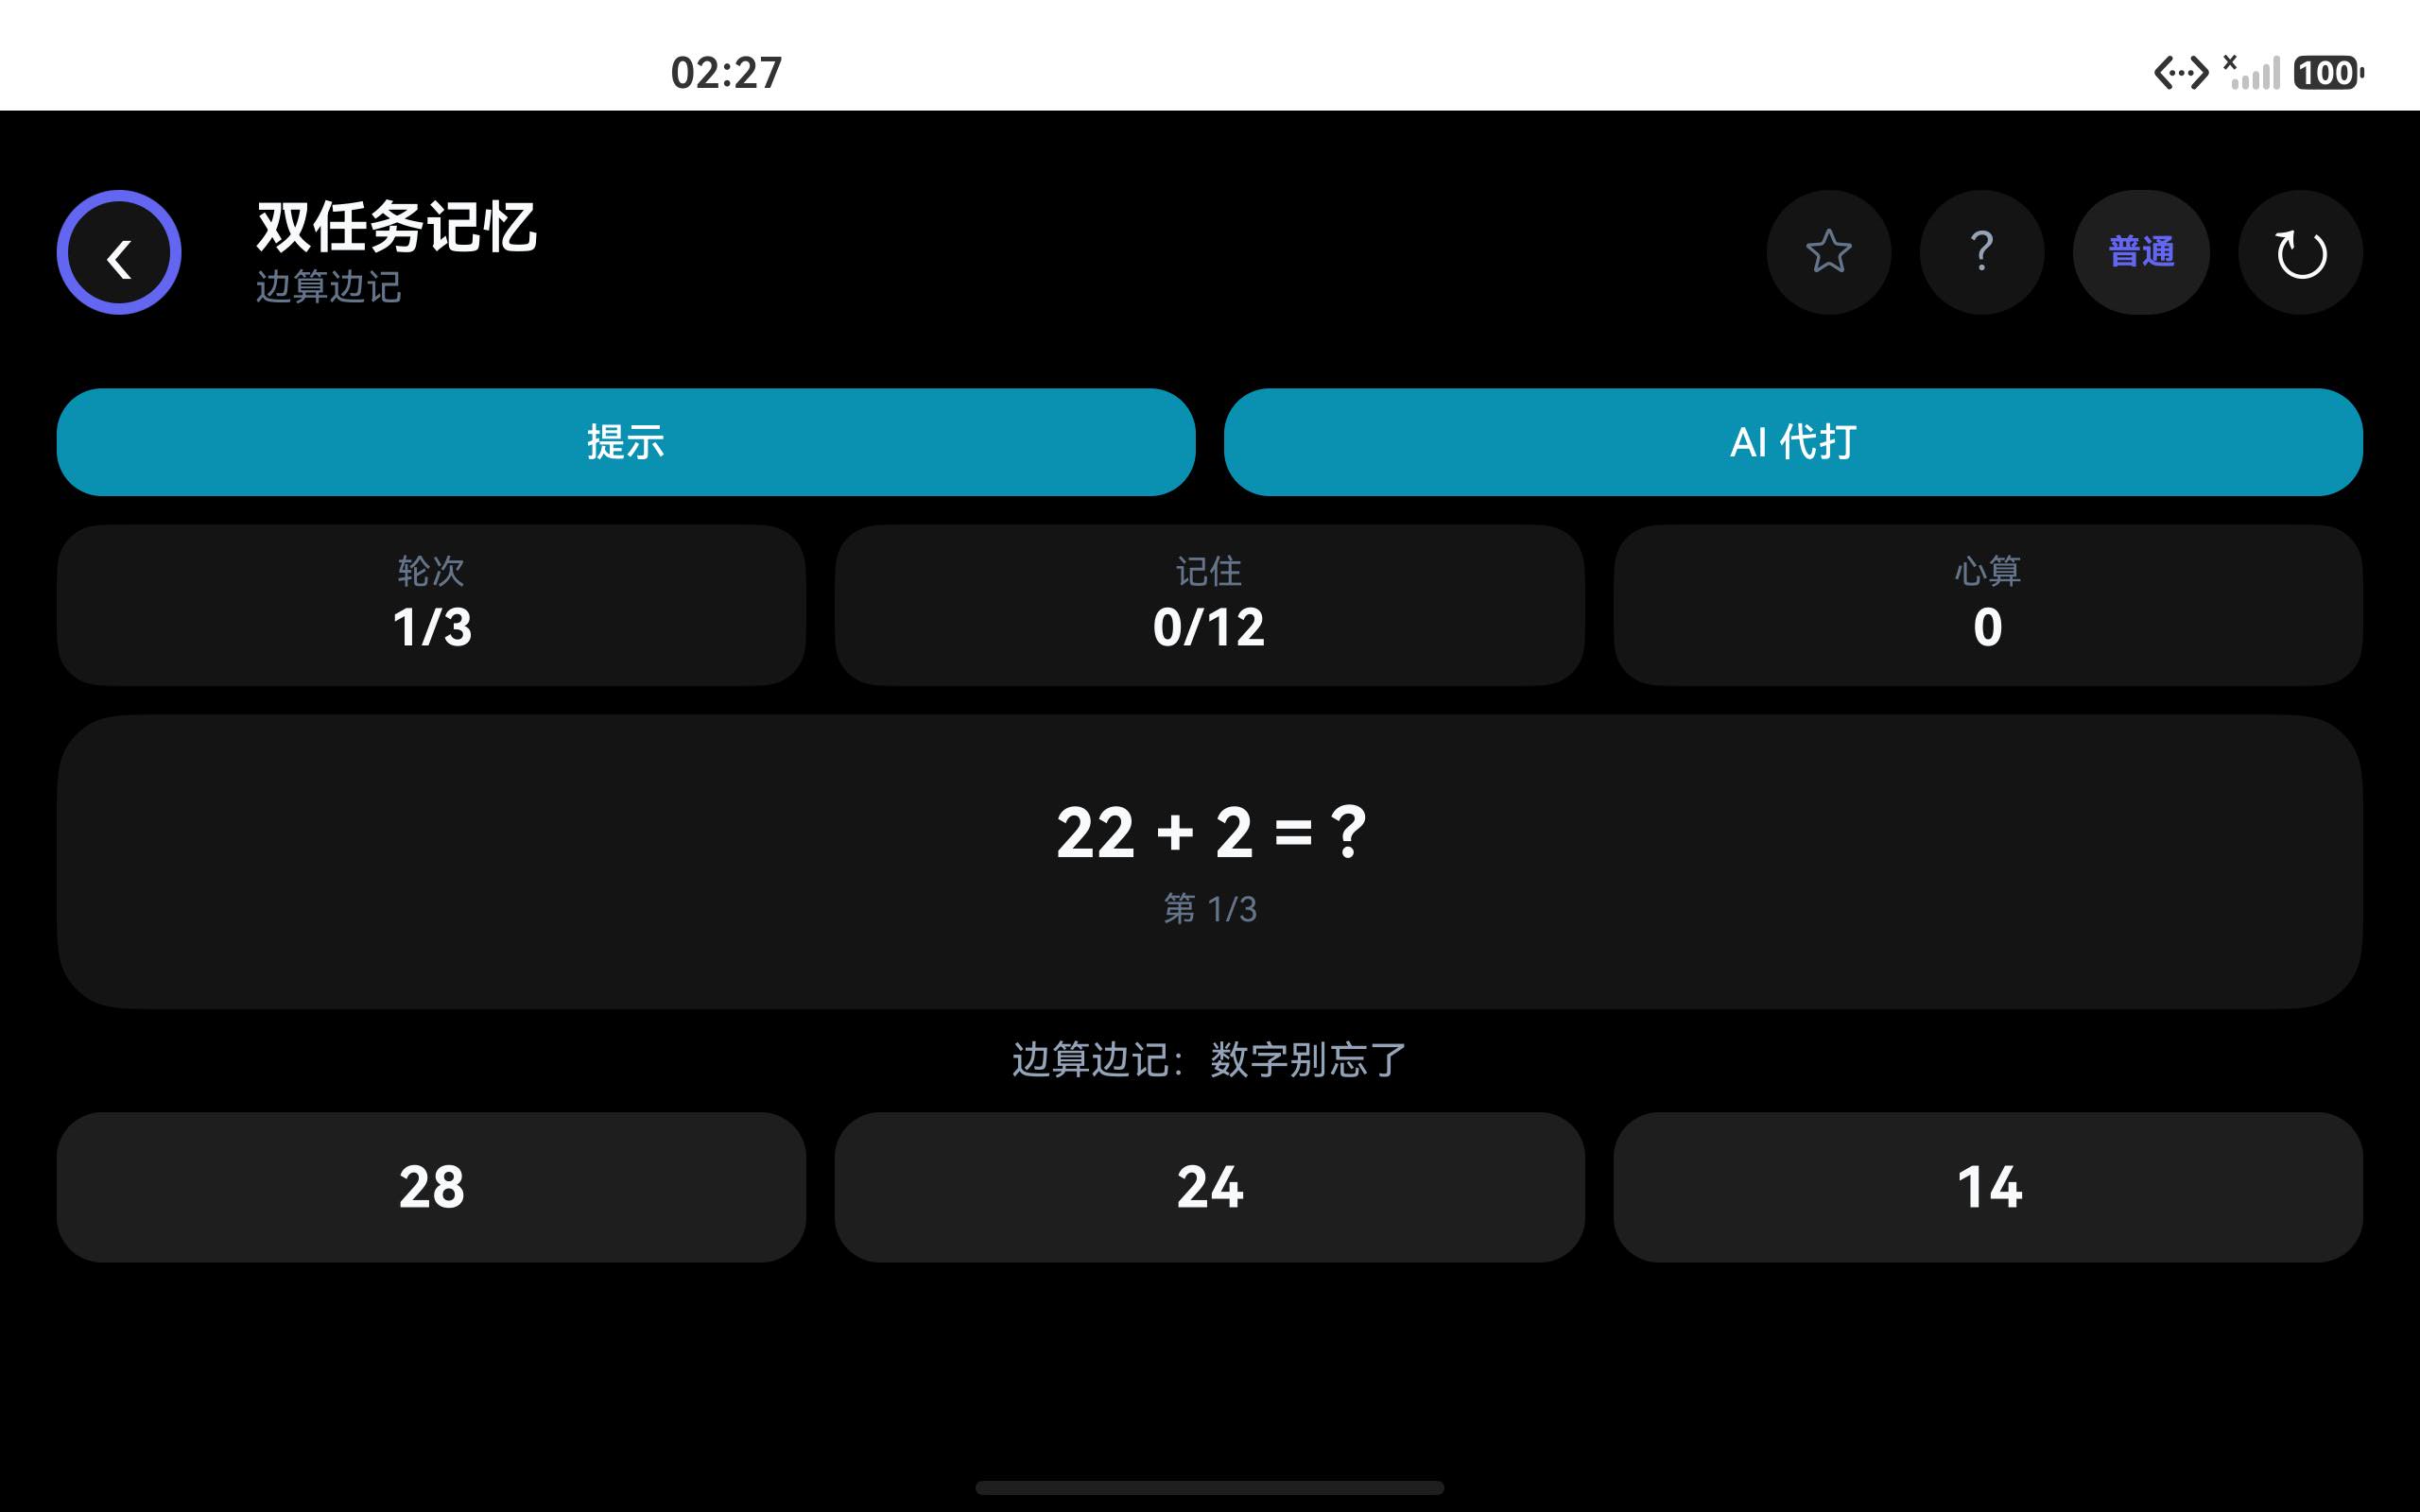 02:27
100
双任务记忆
边算边记
?
普通
提示
AI 代打
轮次
1/3
记住
0/12
心算
0
22 + 2 = ?
第 1/3
边算边记：数字别忘了
28
24
14